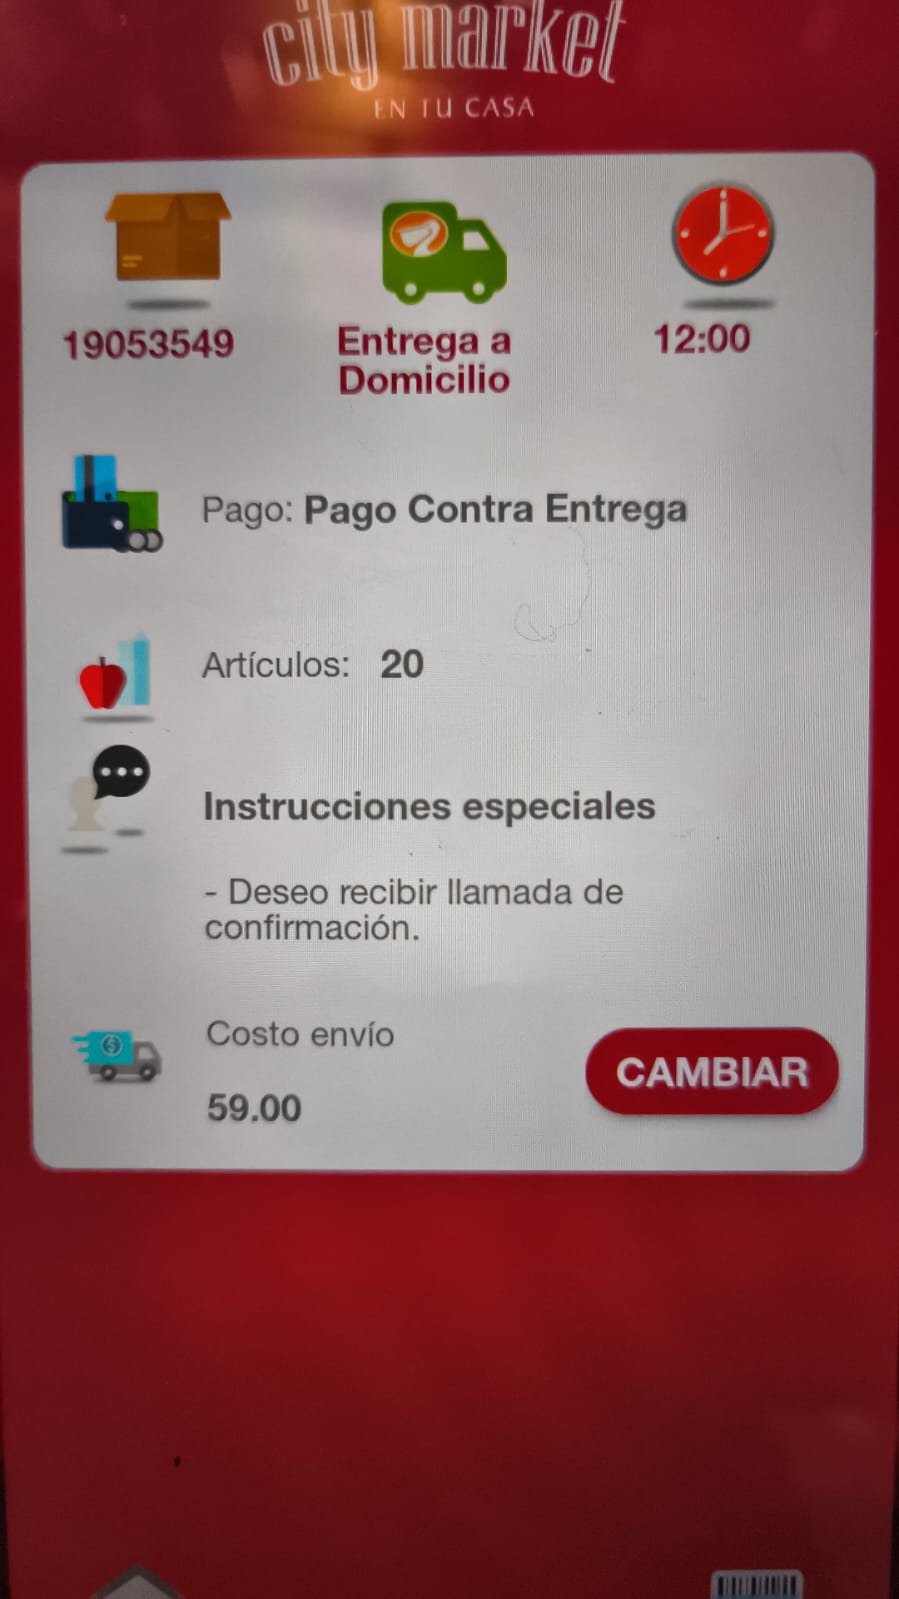 city market
EN TU CASA
19053549
Entrega a
Domicilio
12:00
Pago: Pago Contra Entrega
Artículos: 20
Instrucciones especiales
- Deseo recibir llamada de
confirmación.
Costo envío
59.00
CAMBIAR